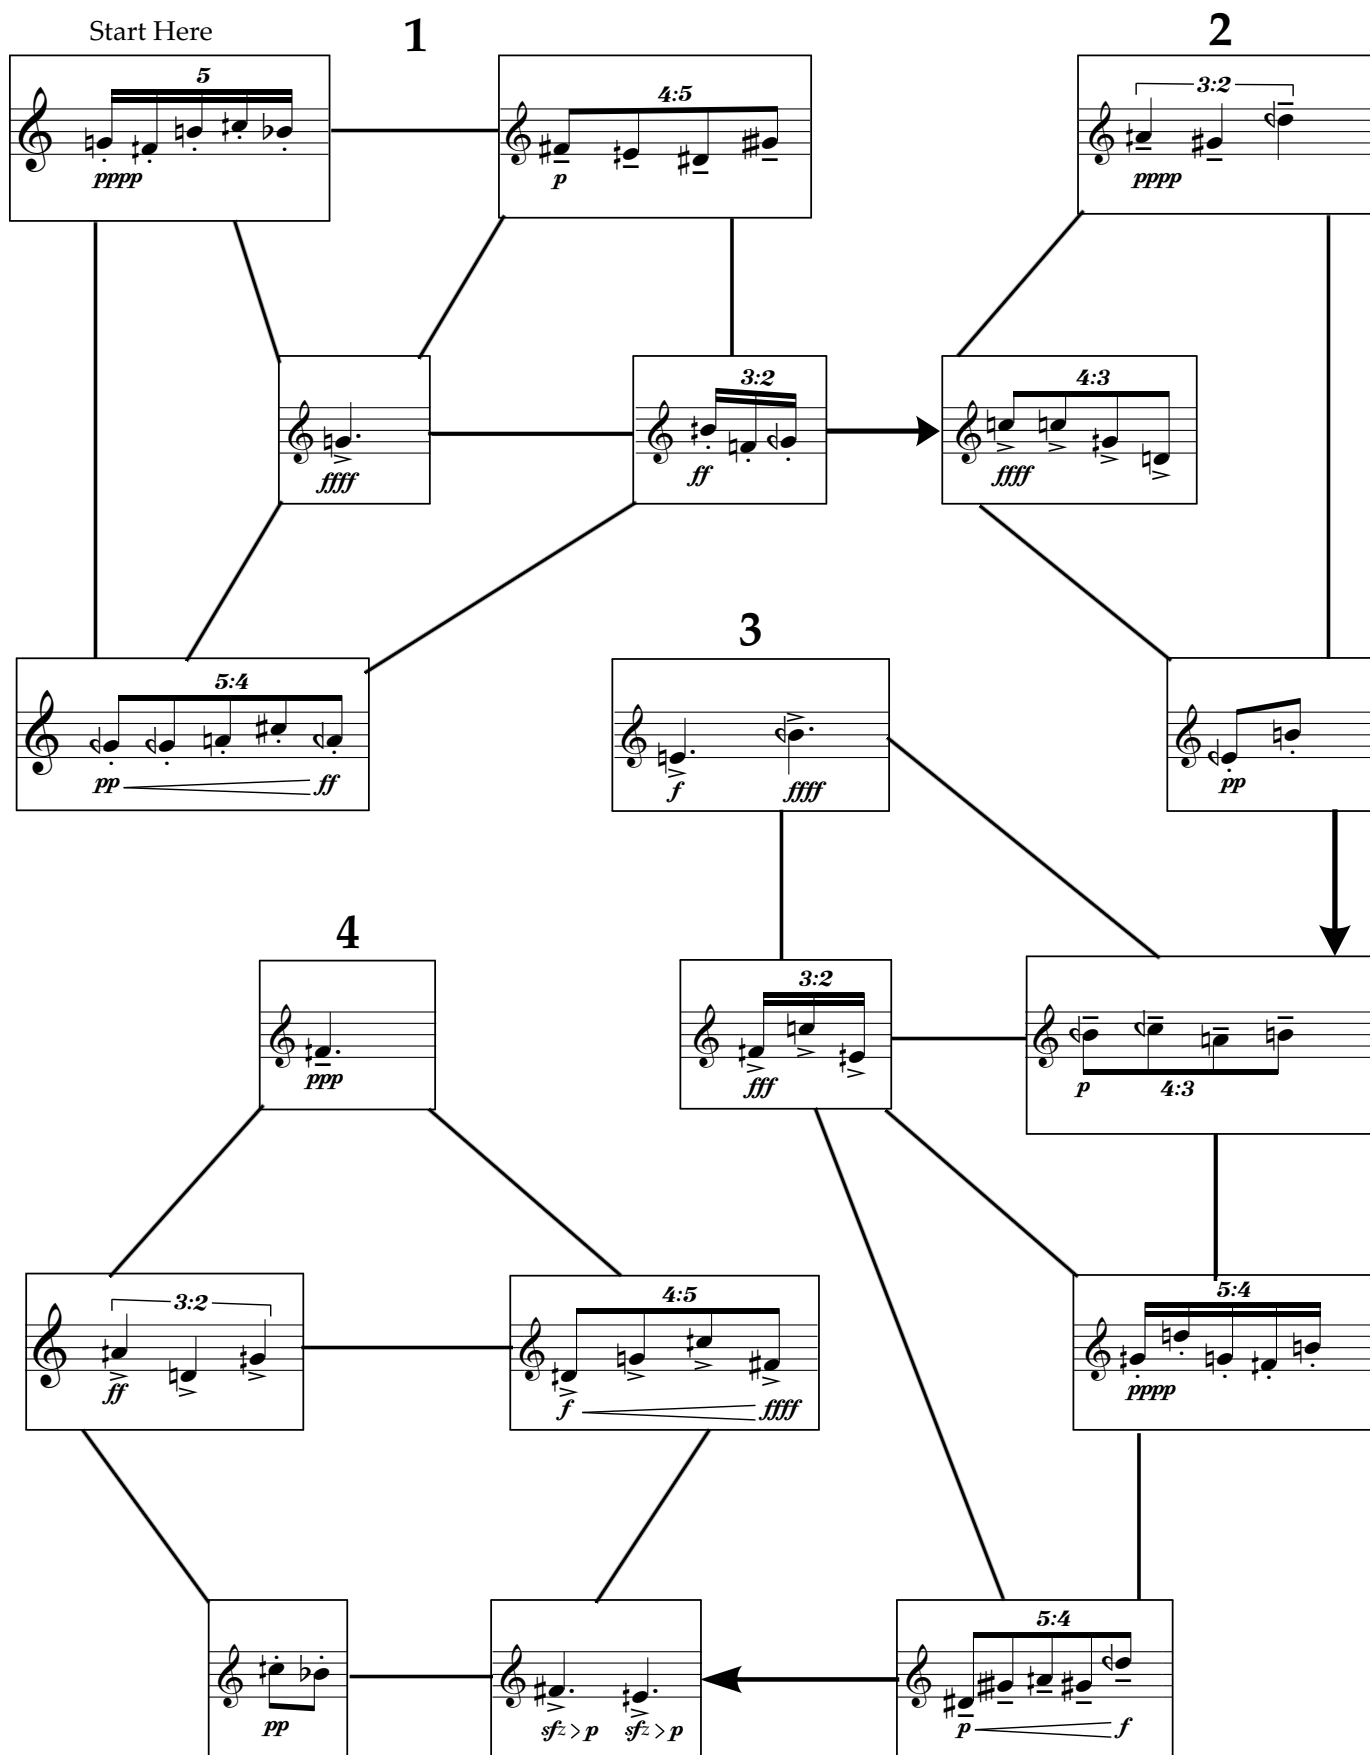 Start Here
1
2
5
pppp
4:5
p
3:2
pppp
ffff
3:2
ff
4:3
ffff
3
5:4
pp ff
f ffff
pp
4
ppp
3:2
fff
p 4:3
3:2
ff
4:5
f ffff
5:4
pppp
pp
sfz > p sfz > p
5:4
p f